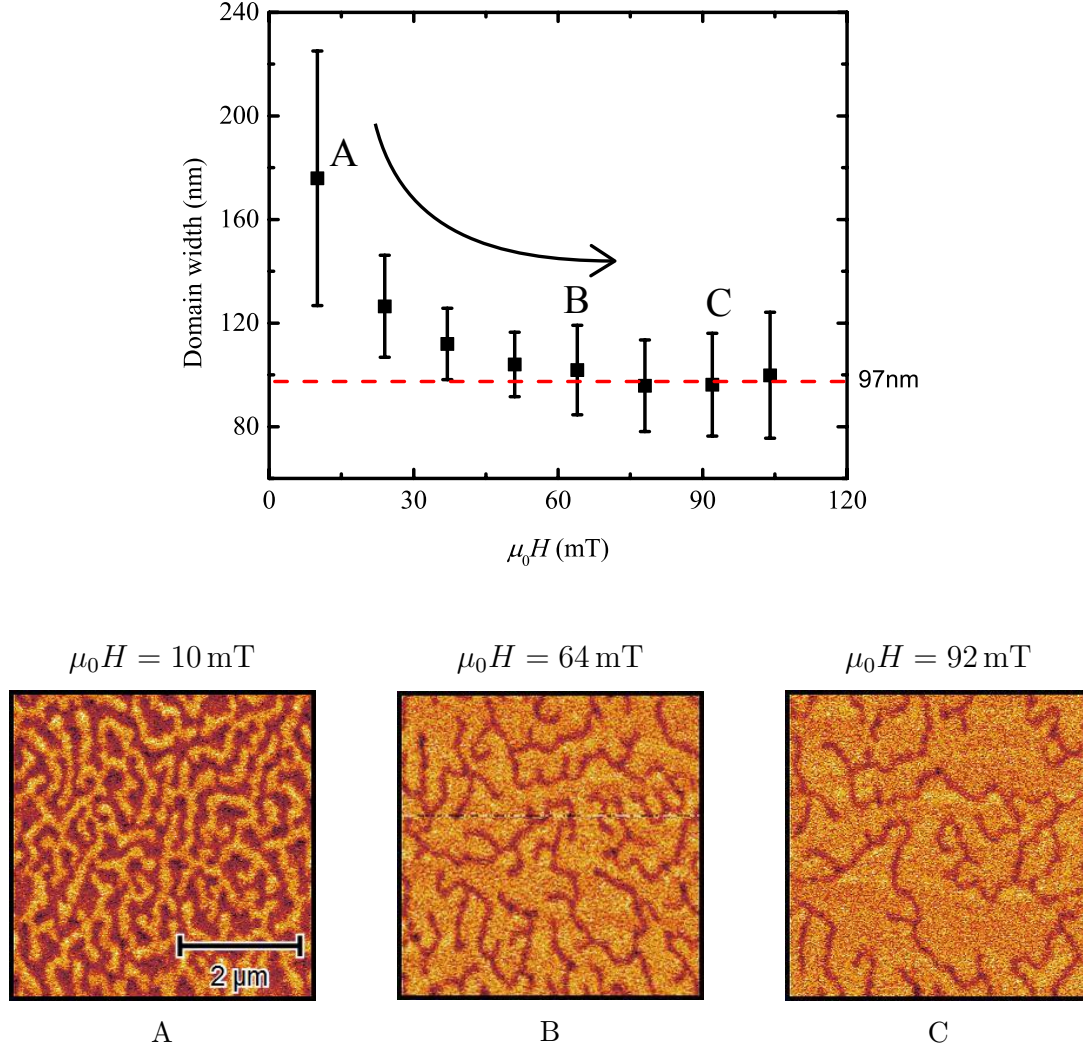 240
200
160
120
80
Domain width (nm)
A
B
C
97nm
0
30
60
90
120
μ₀H (mT)
μ₀H = 10 mT
μ₀H = 64 mT
μ₀H = 92 mT
2 μm
A
B
C